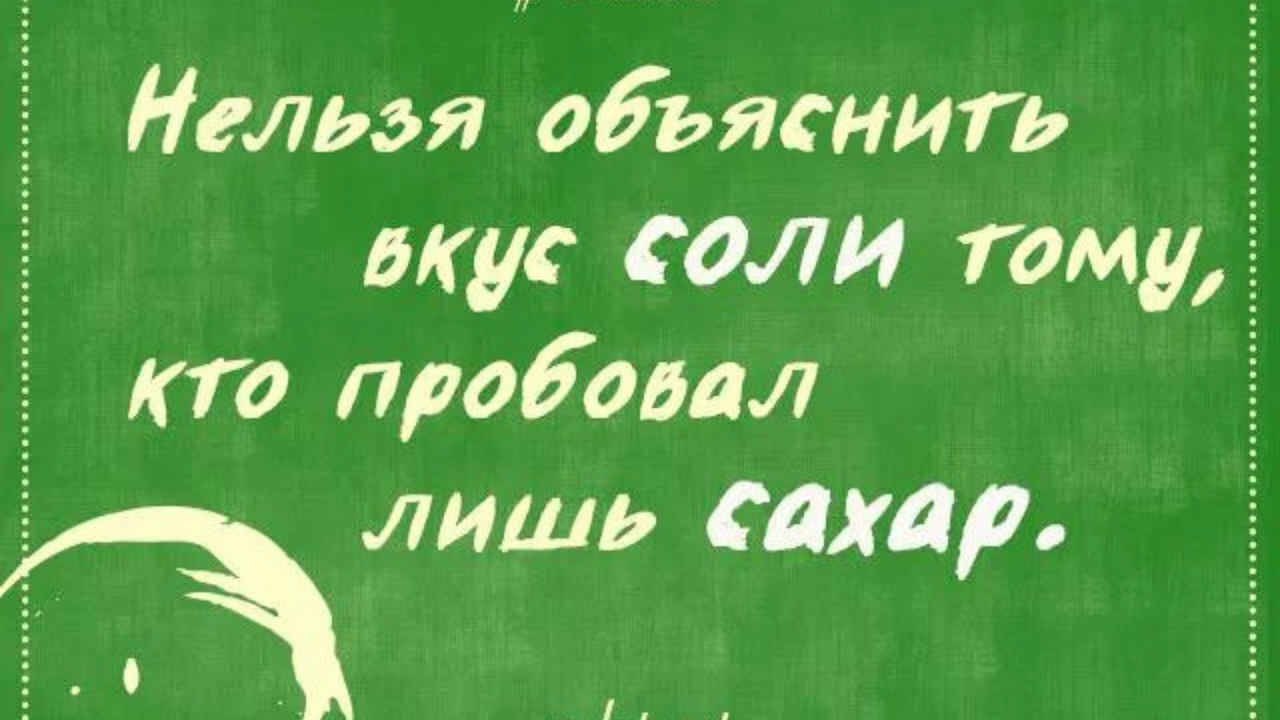 Нельзя объяснить
вкус соли тому,
кто пробовал
лишь сахар.